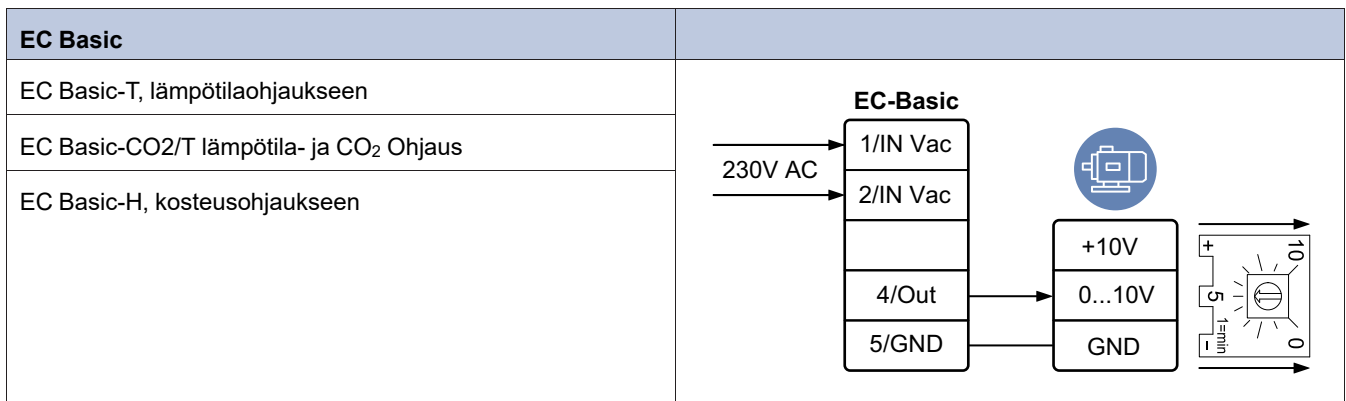 EC Basic
EC Basic-T, lämpötilaohjaukseen
EC Basic-CO2/T lämpötila- ja CO₂ Ohjaus
EC Basic-H, kosteusohjaukseen
EC-Basic
230V AC
1/IN Vac
2/IN Vac
4/Out
5/GND
+10V
0...10V
GND
+
10
5
1=min
-
0